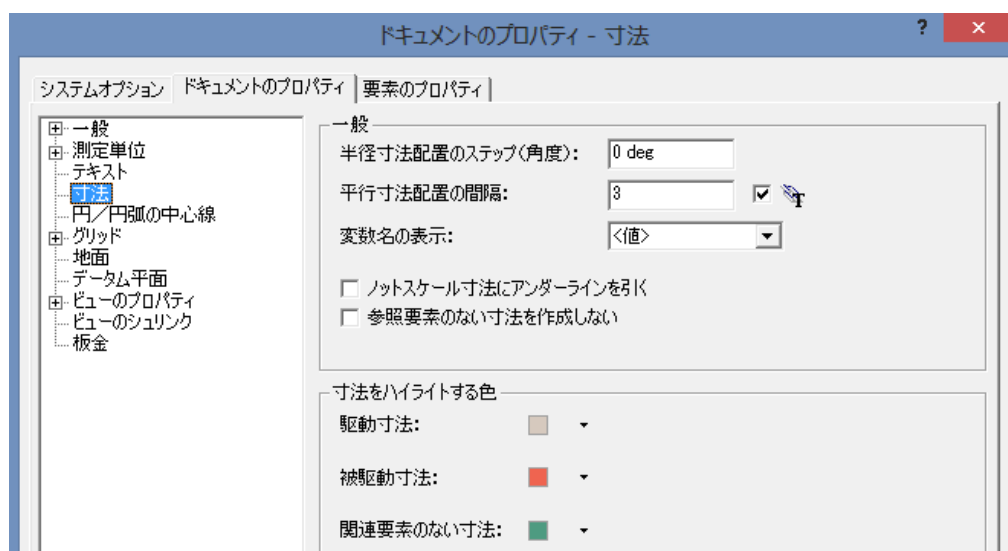 ドキュメントのプロパティ - 寸法
? ×
システムオプション ドキュメントのプロパティ 要素のプロパティ
一般
測定単位
テキスト
寸法
円／円弧の中心線
グリッド
地面
データム平面
ビューのプロパティ
ビューのシュリンク
板金
一般
半径寸法配置のステップ(角度): 0 deg
平行寸法配置の間隔: 3
変数名の表示: <値>
ノットスケール寸法にアンダーラインを引く
参照要素のない寸法を作成しない
寸法をハイライトする色
駆動寸法:
被駆動寸法:
関連要素のない寸法: